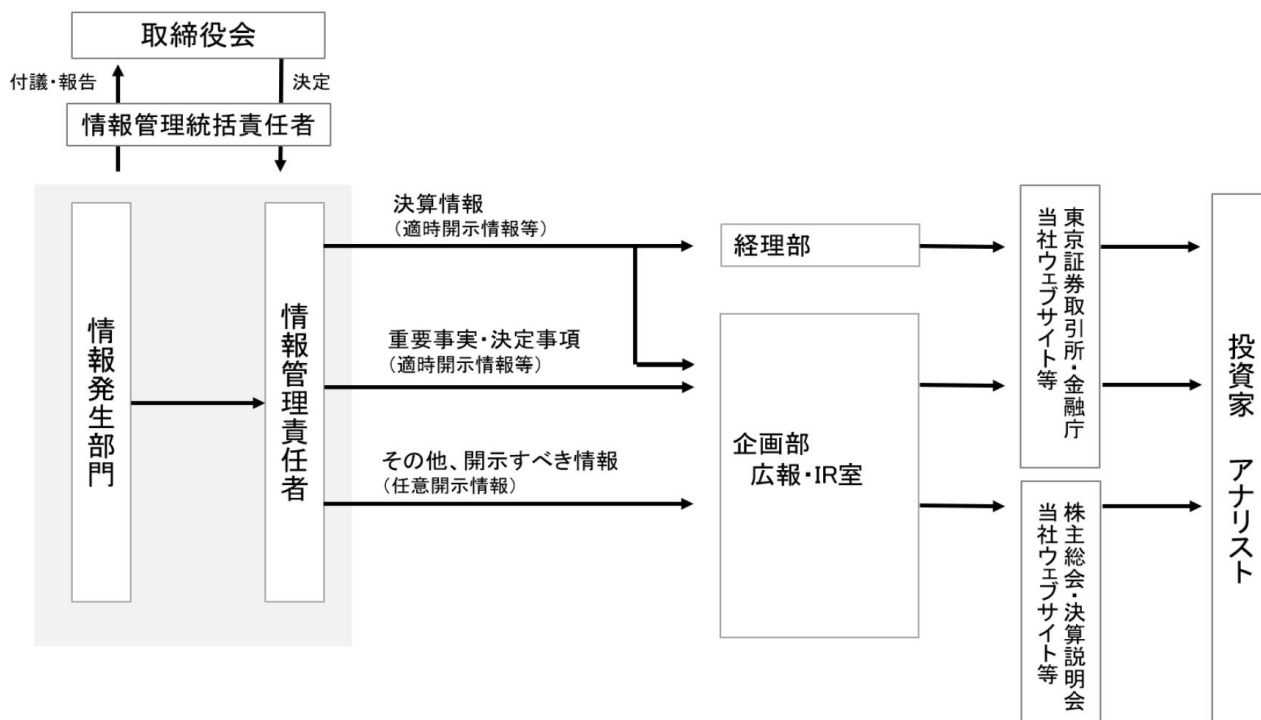 取締役会
付議・報告
決定
情報管理統括責任者
情報発生部門
情報管理責任者
決算情報
（適時開示情報等）
重要事実・決定事項
（適時開示情報等）
その他、開示すべき情報
（任意開示情報）
経理部
企画部
広報・IR室
東京証券取引所・金融庁
当社ウェブサイト等
株主総会・決算説明会
当社ウェブサイト等
投資家　アナリスト